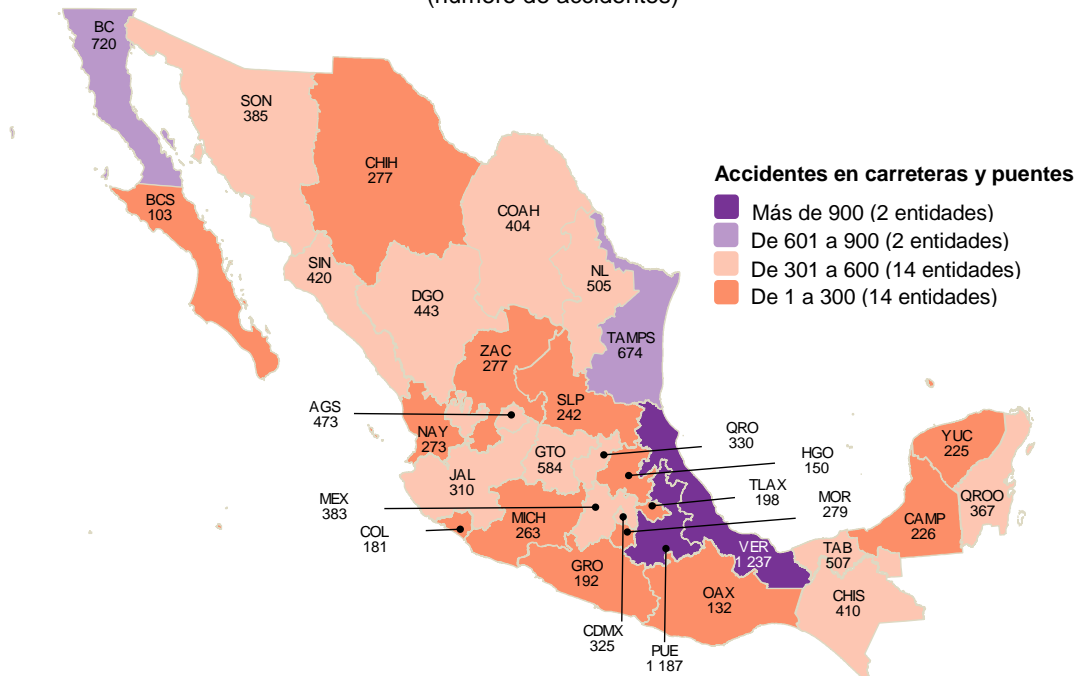 (número de accidentes)
BC
720
SON
385
CHIH
277
BCS
103
COAH
404
SIN
420
NL
505
DGO
443
TAMPS
674
ZAC
277
SLP
242
AGS
473
NAY
273
QRO
330
GTO
584
HGO
150
JAL
310
TLAX
198
MEX
383
MOR
279
MICH
263
COL
181
GRO
192
VER
1 237
OAX
132
CDMX
325
PUE
1 187
YUC
225
QROO
367
CAMP
226
TAB
507
CHIS
410
Accidentes en carreteras y puentes
Más de 900 (2 entidades)
De 601 a 900 (2 entidades)
De 301 a 600 (14 entidades)
De 1 a 300 (14 entidades)